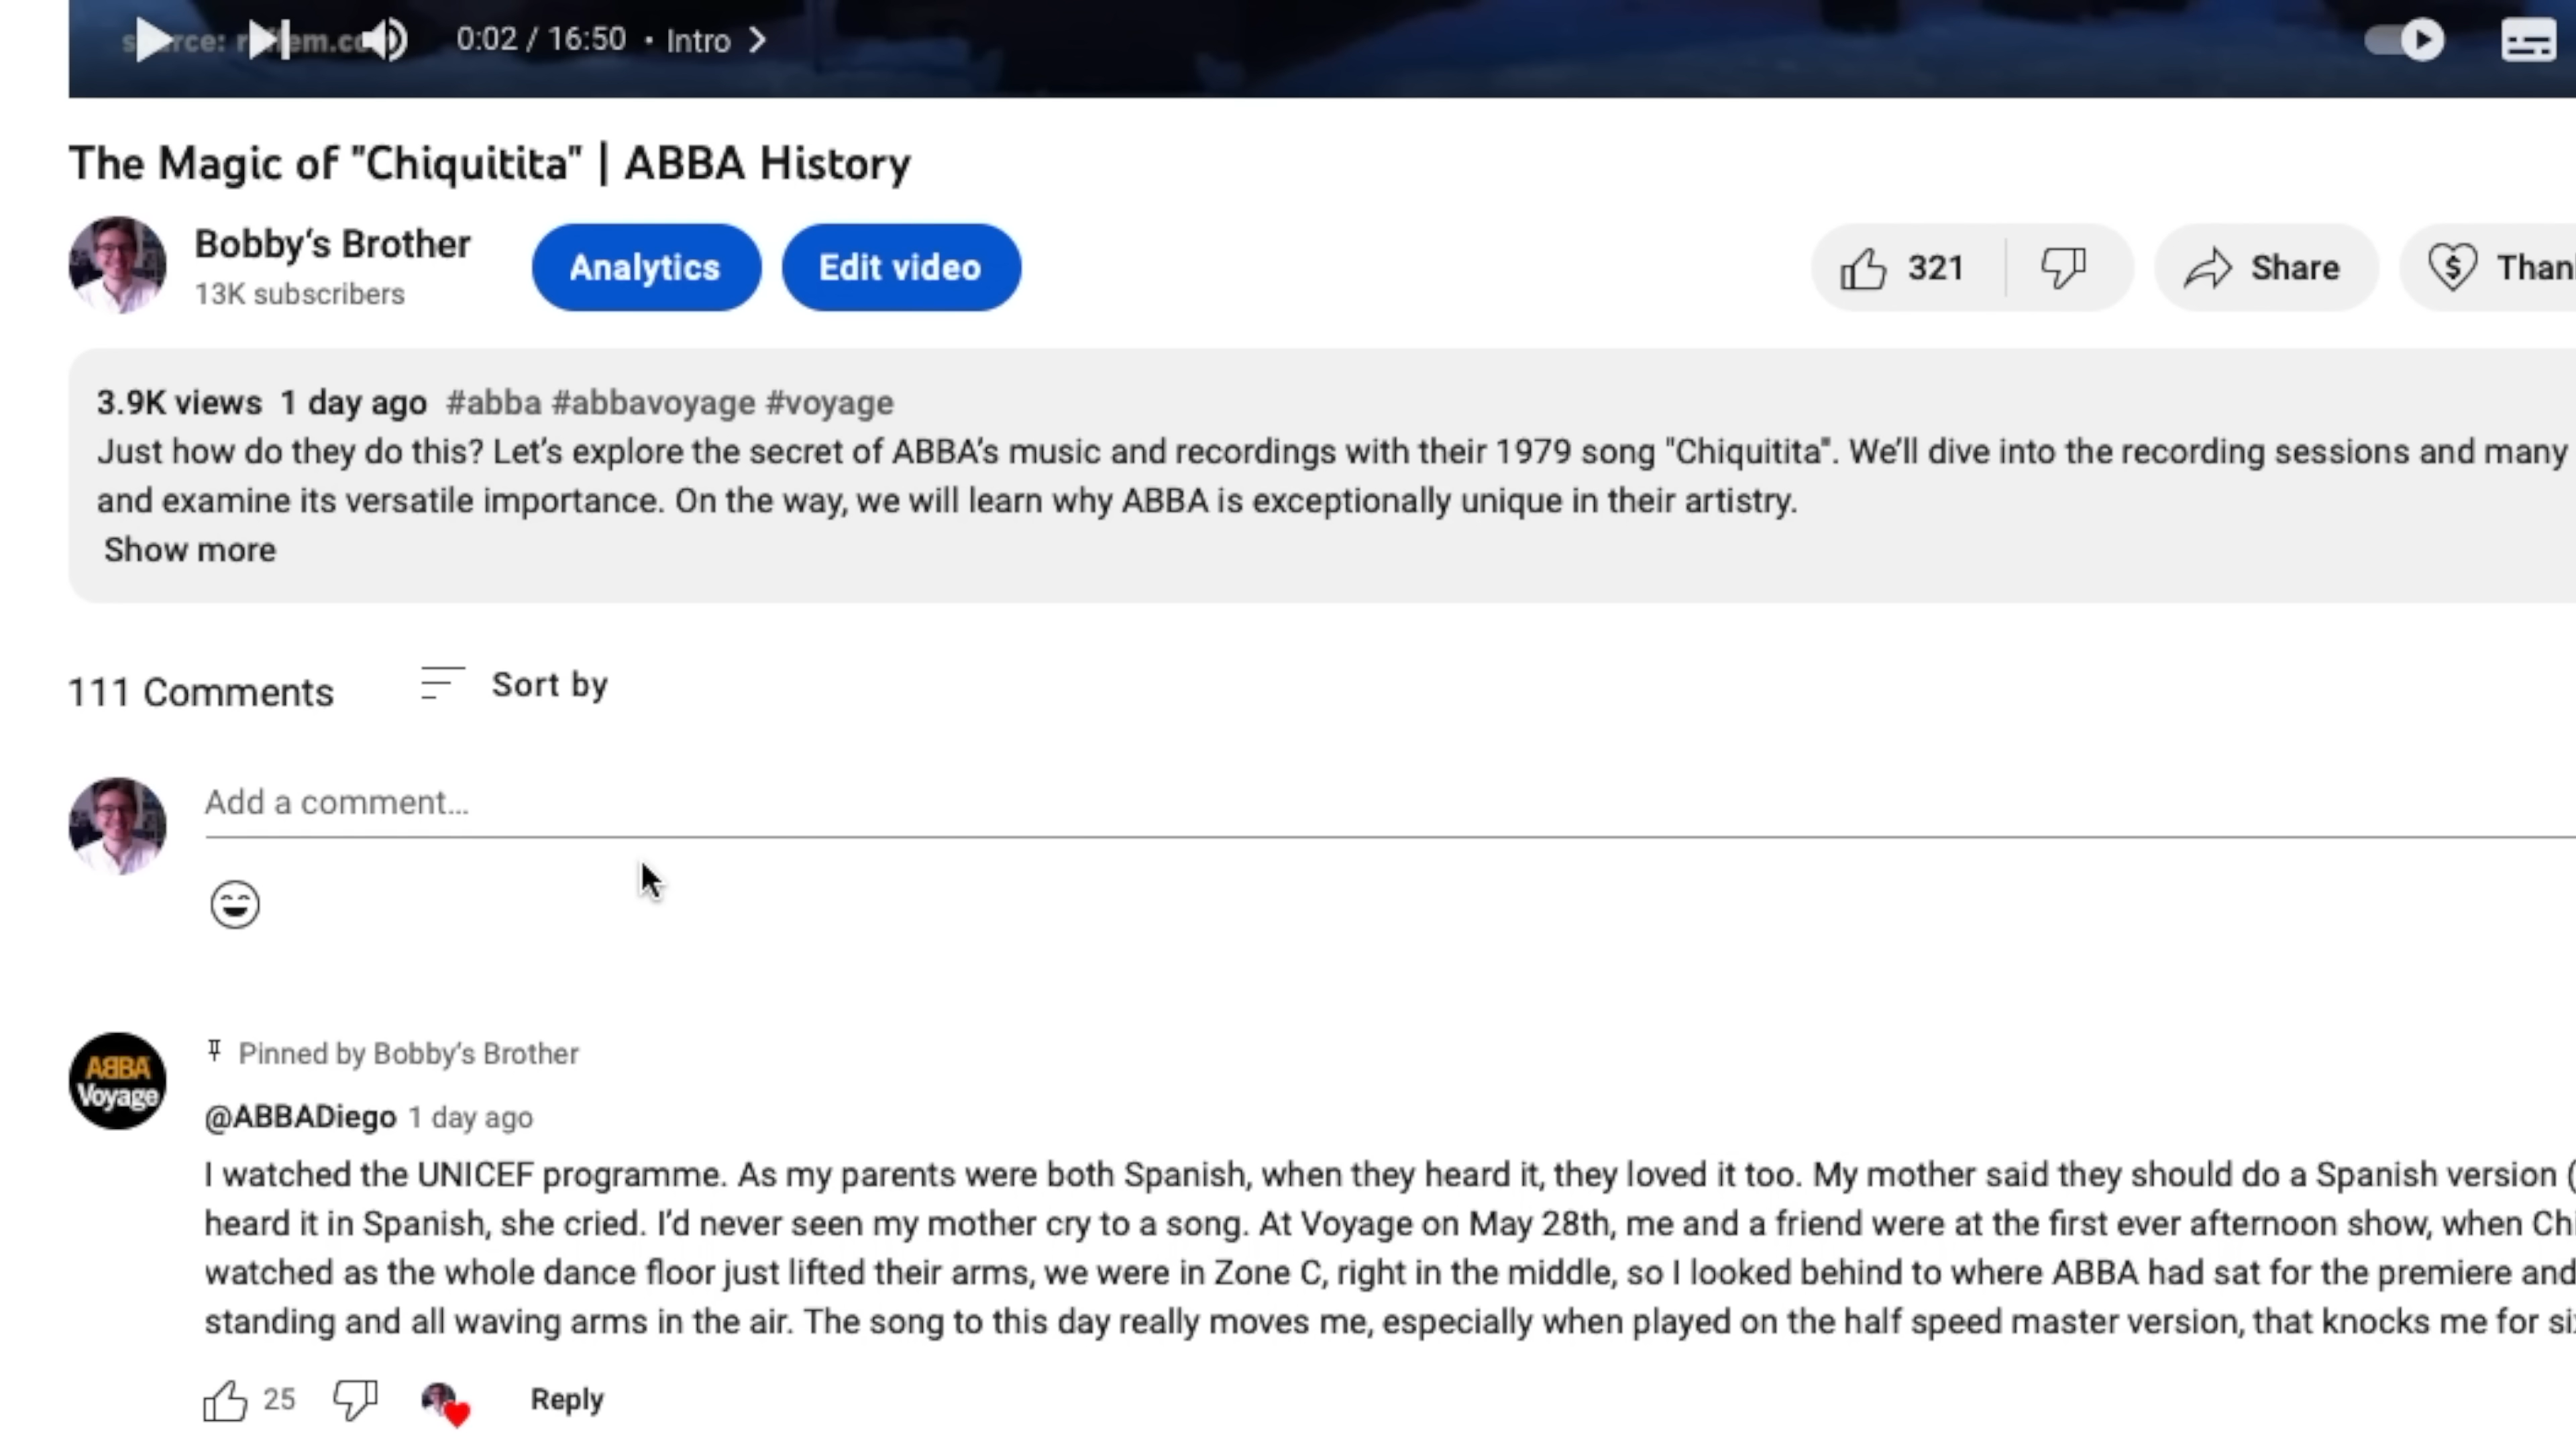 0:02 / 16:50 • Intro
The Magic of "Chiquitita" | ABBA History
Bobby's Brother
13K subscribers
Analytics
Edit video
321
Share
3.9K views 1 day ago #abba #abbavoyage #voyage
Just how do they do this? Let's explore the secret of ABBA's music and recordings with their 1979 song "Chiquitita". We'll dive into the recording sessions and many
and examine its versatile importance. On the way, we will learn why ABBA is exceptionally unique in their artistry.
Show more
111 Comments
Sort by
Add a comment...
Pinned by Bobby's Brother
ABBA
Voyage
@ABBADiego 1 day ago
I watched the UNICEF programme. As my parents were both Spanish, when they heard it, they loved it too. My mother said they should do a Spanish version (
heard it in Spanish, she cried. I'd never seen my mother cry to a song. At Voyage on May 28th, me and a friend were at the first ever afternoon show, when
watched as the whole dance floor just lifted their arms, we were in Zone C, right in the middle, so I looked behind to where ABBA had sat for the premiere and
standing and all waving arms in the air. The song to this day really moves me, especially when played on the half speed master version, that knocks me for
25
Reply